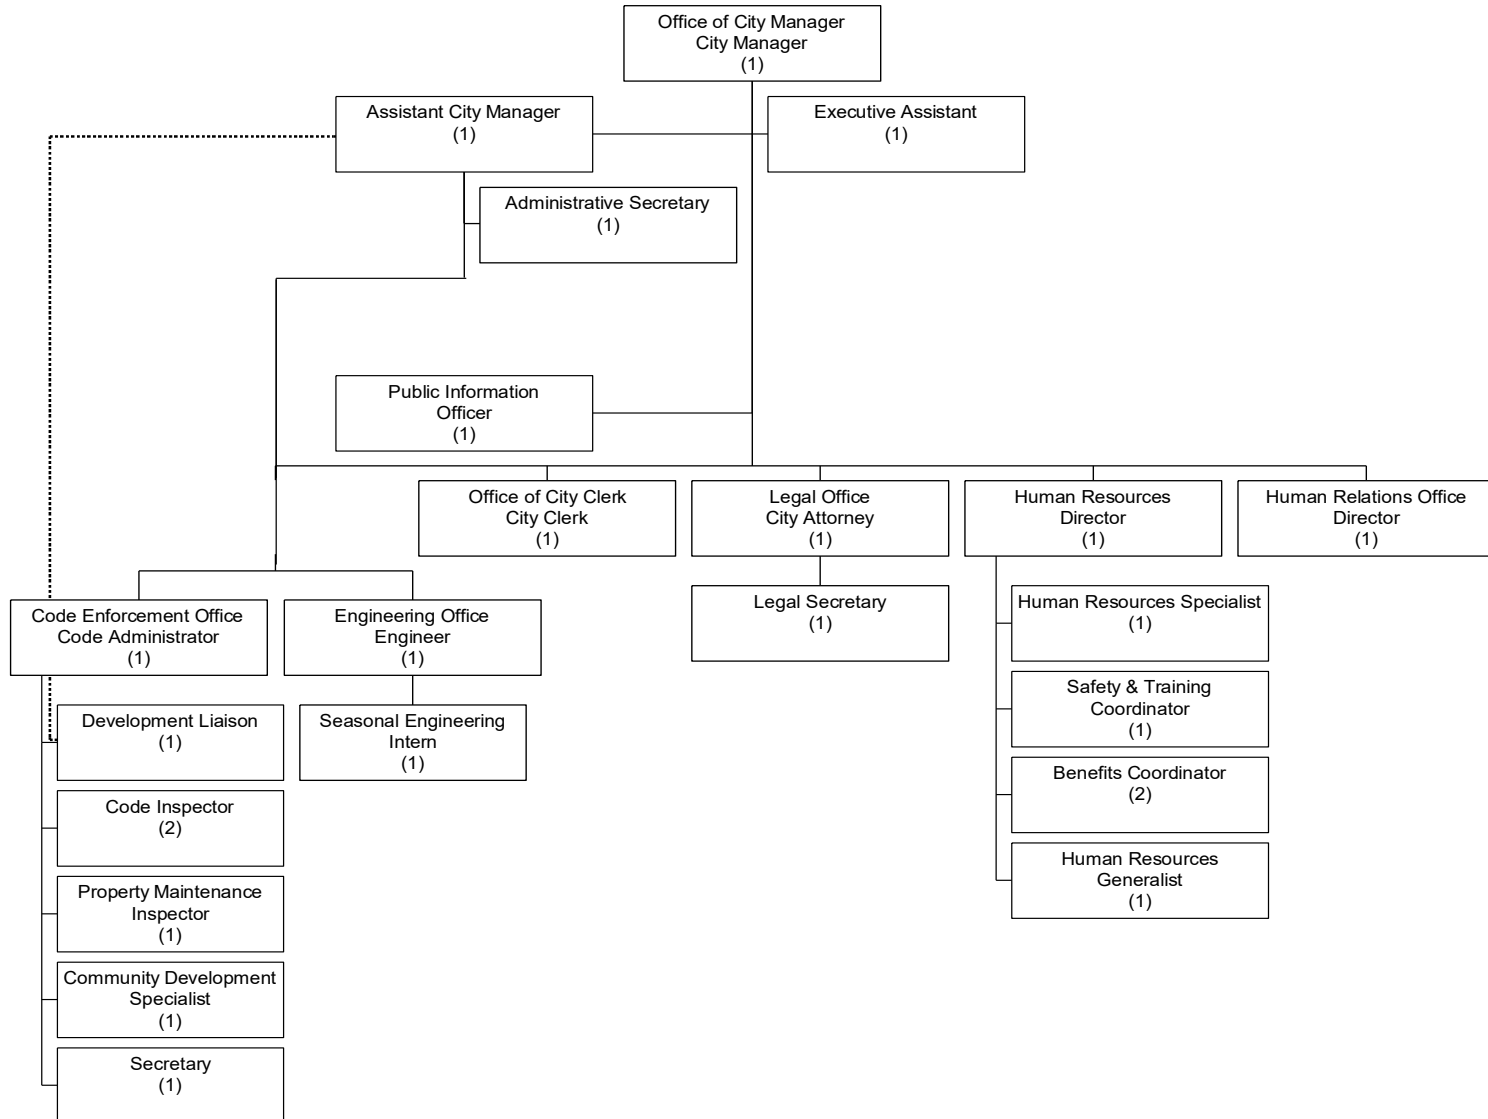 Office of City Manager
City Manager
(1)
Assistant City Manager
(1)
Executive Assistant
(1)
Administrative Secretary
(1)
Public Information
Officer
(1)
Office of City Clerk
City Clerk
(1)
Legal Office
City Attorney
(1)
Human Resources
Director
(1)
Human Relations Office
Director
(1)
Code Enforcement Office
Code Administrator
(1)
Engineering Office
Engineer
(1)
Legal Secretary
(1)
Human Resources Specialist
(1)
Safety & Training
Coordinator
(1)
Benefits Coordinator
(2)
Human Resources
Generalist
(1)
Development Liaison
(1)
Seasonal Engineering
Intern
(1)
Code Inspector
(2)
Property Maintenance
Inspector
(1)
Community Development
Specialist
(1)
Secretary
(1)